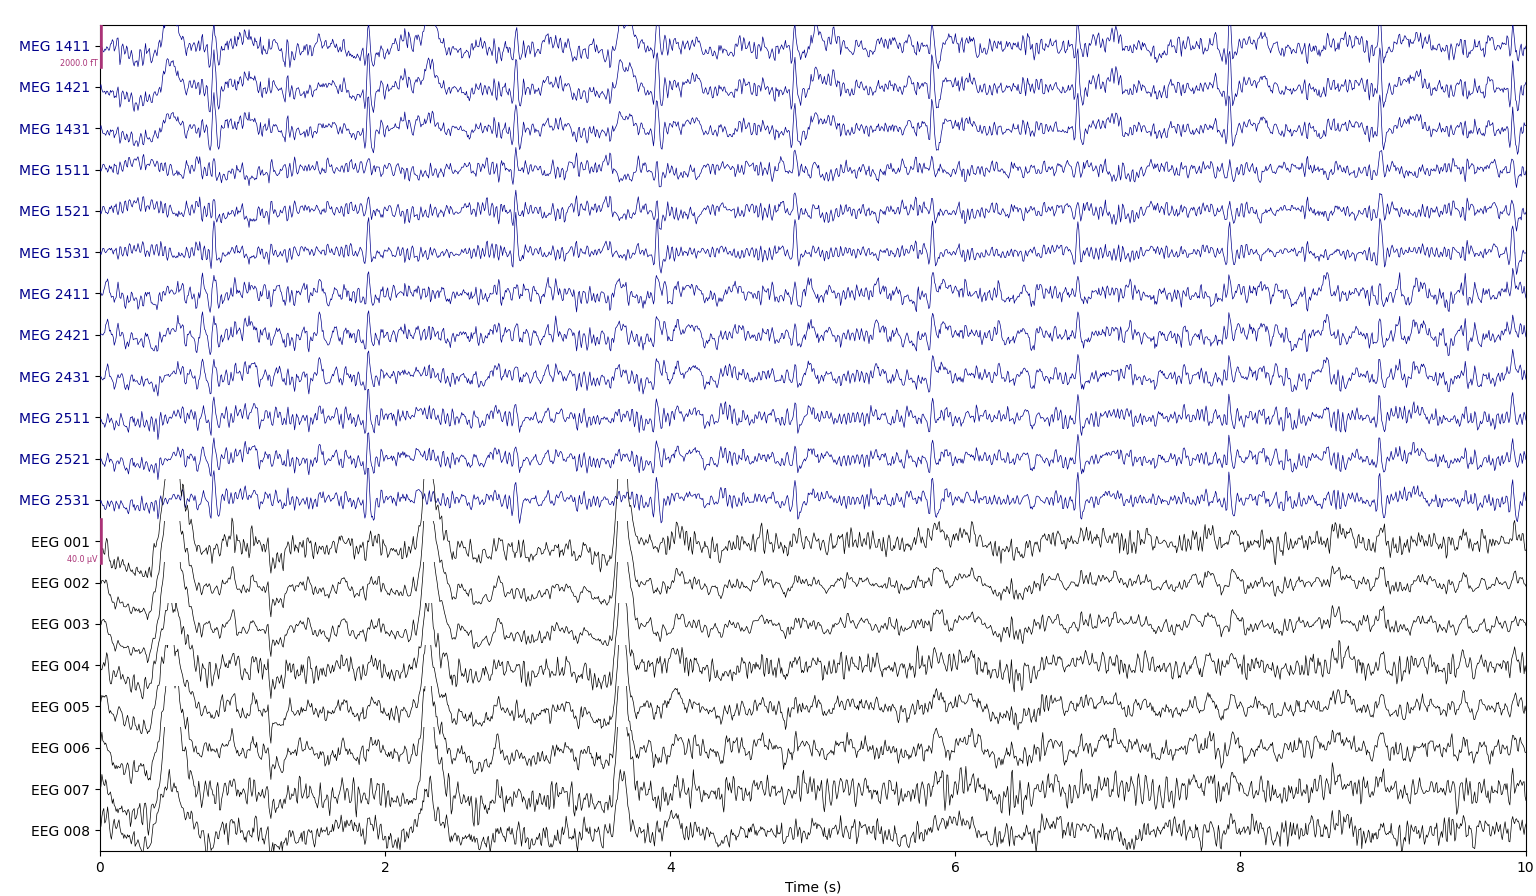 MEG 1411
2000.0 fT
MEG 1421
MEG 1431
MEG 1511
MEG 1521
MEG 1531
MEG 2411
MEG 2421
MEG 2431
MEG 2511
MEG 2521
MEG 2531
EEG 001
40.0 µV
EEG 002
EEG 003
EEG 004
EEG 005
EEG 006
EEG 007
EEG 008
0 2 4 6 8 10
Time (s)